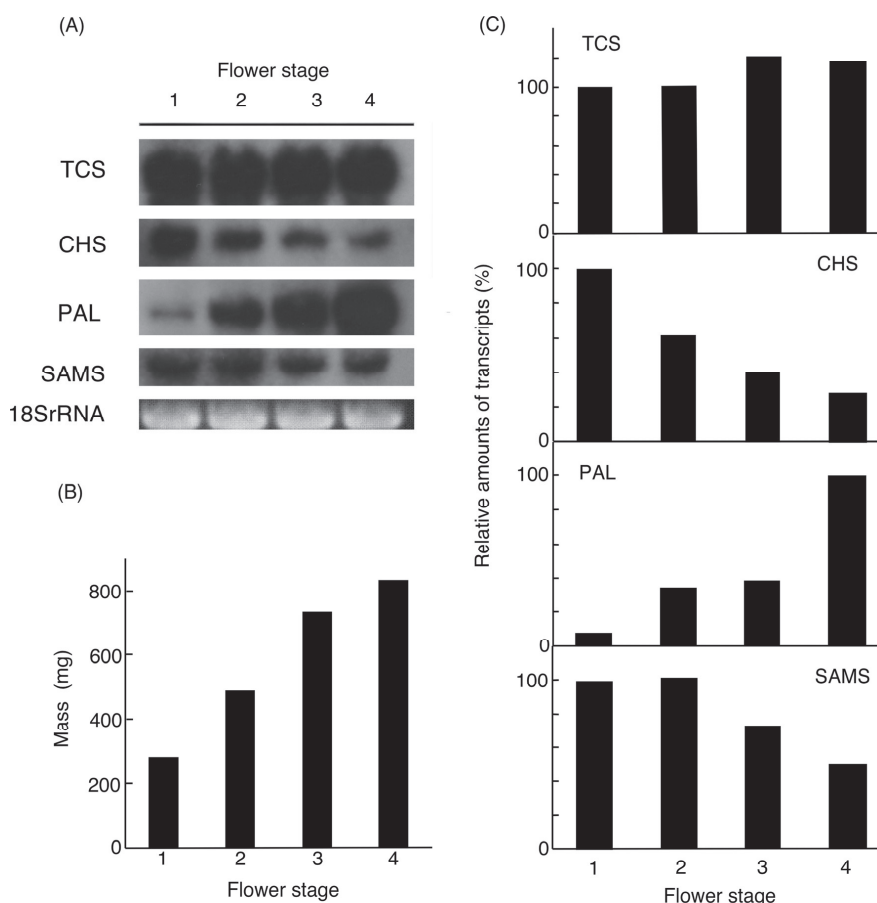 (A)
Flower stage
1 2 3 4
TCS
CHS
PAL
SAMS
18SrRNA
(B)
Mass (mg)
800
600
400
200
0
1 2 3 4
Flower stage
(C)
Relative amounts of transcripts (%)
TCS
100
0
CHS
100
0
PAL
100
0
SAMS
100
0
1 2 3 4
Flower stage